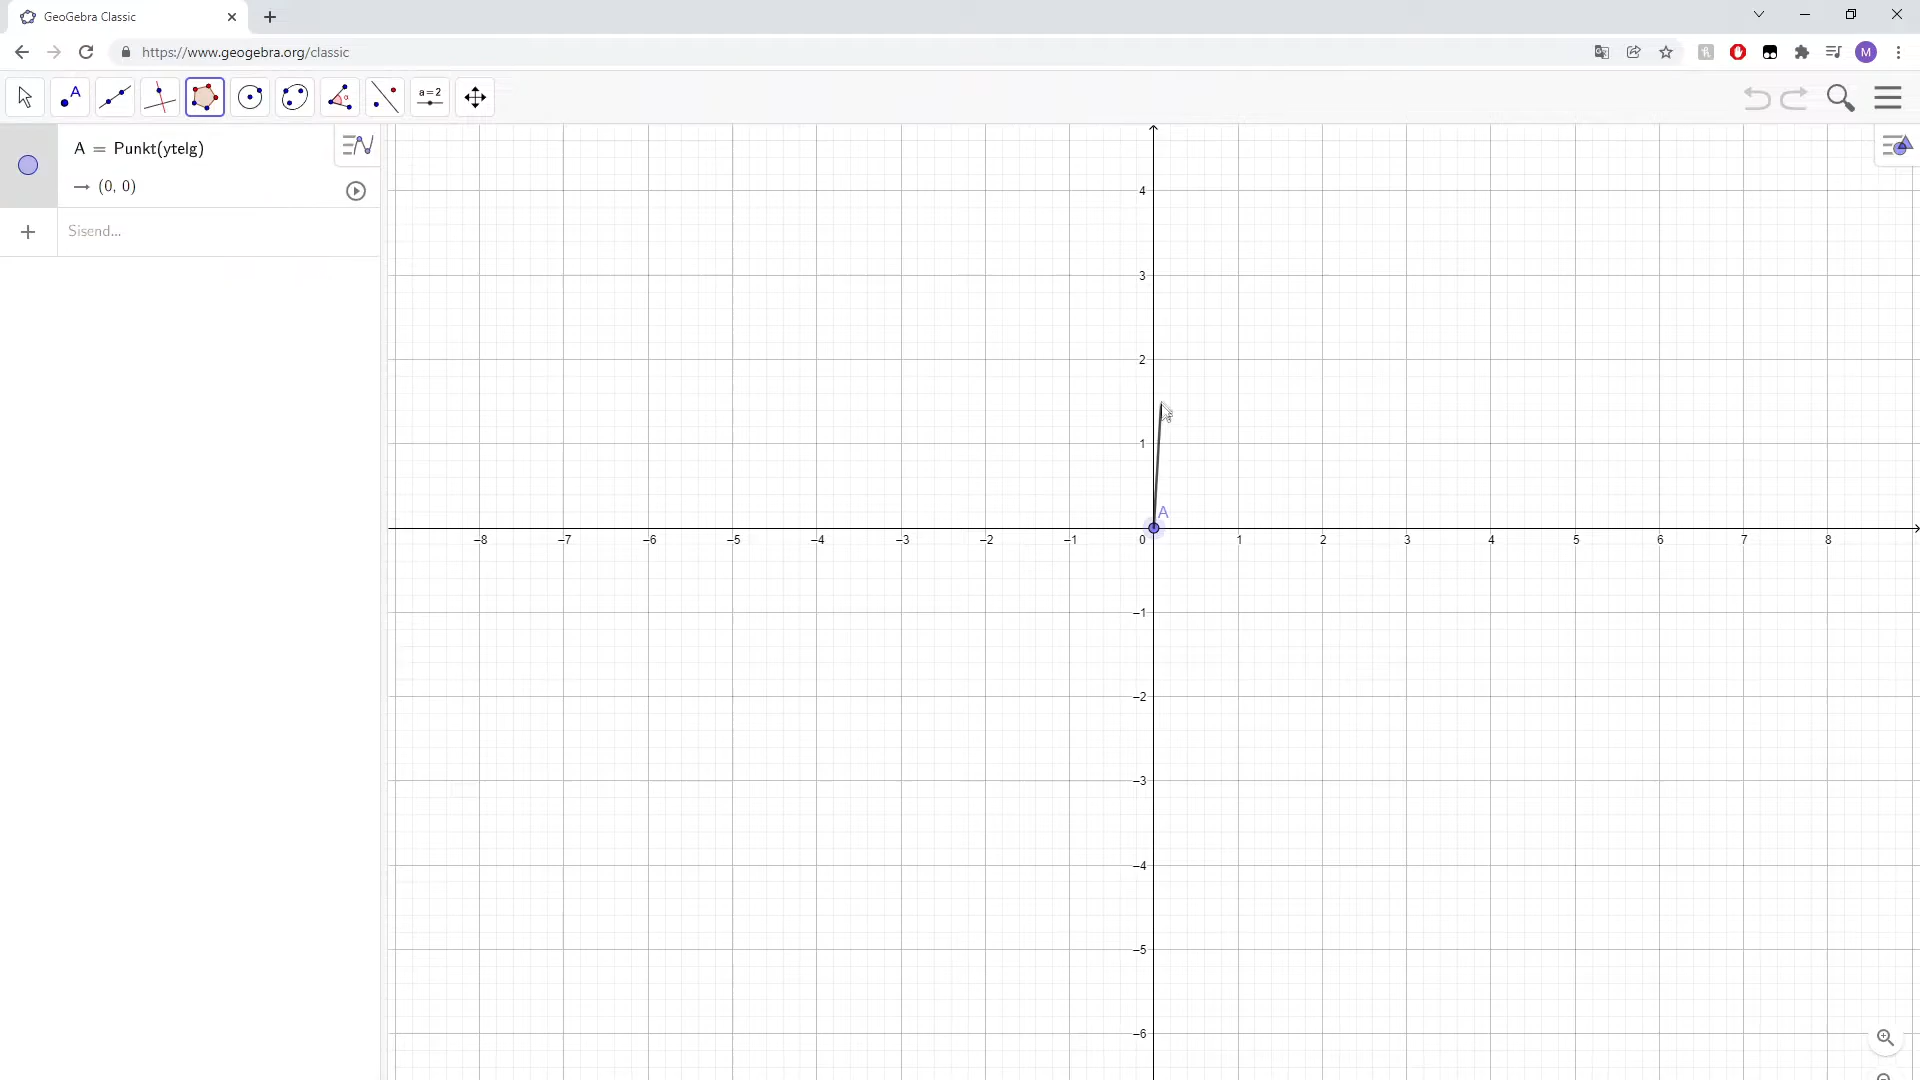 GeoGebra Classic
https://www.geogebra.org/classic
A
a=2
M
A = Punkt(ytelg)
→ (0, 0)
Sisend...
4
3
2
1
A
–8 –7 –6 –5 –4 –3 –2 –1 0 1 2 3 4 5 6 7 8
–1
–2
–3
–4
–5
–6